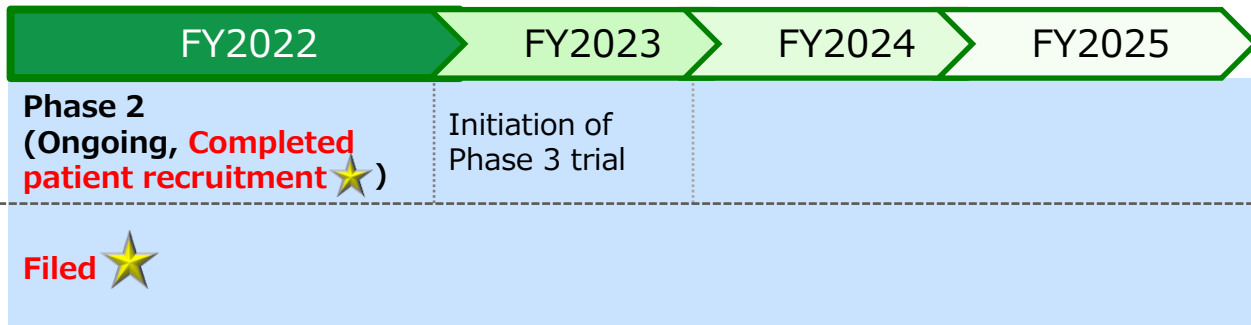 FY2022 FY2023 FY2024 FY2025
Phase 2
(Ongoing, Completed
patient recruitment )
Initiation of
Phase 3 trial
Filed